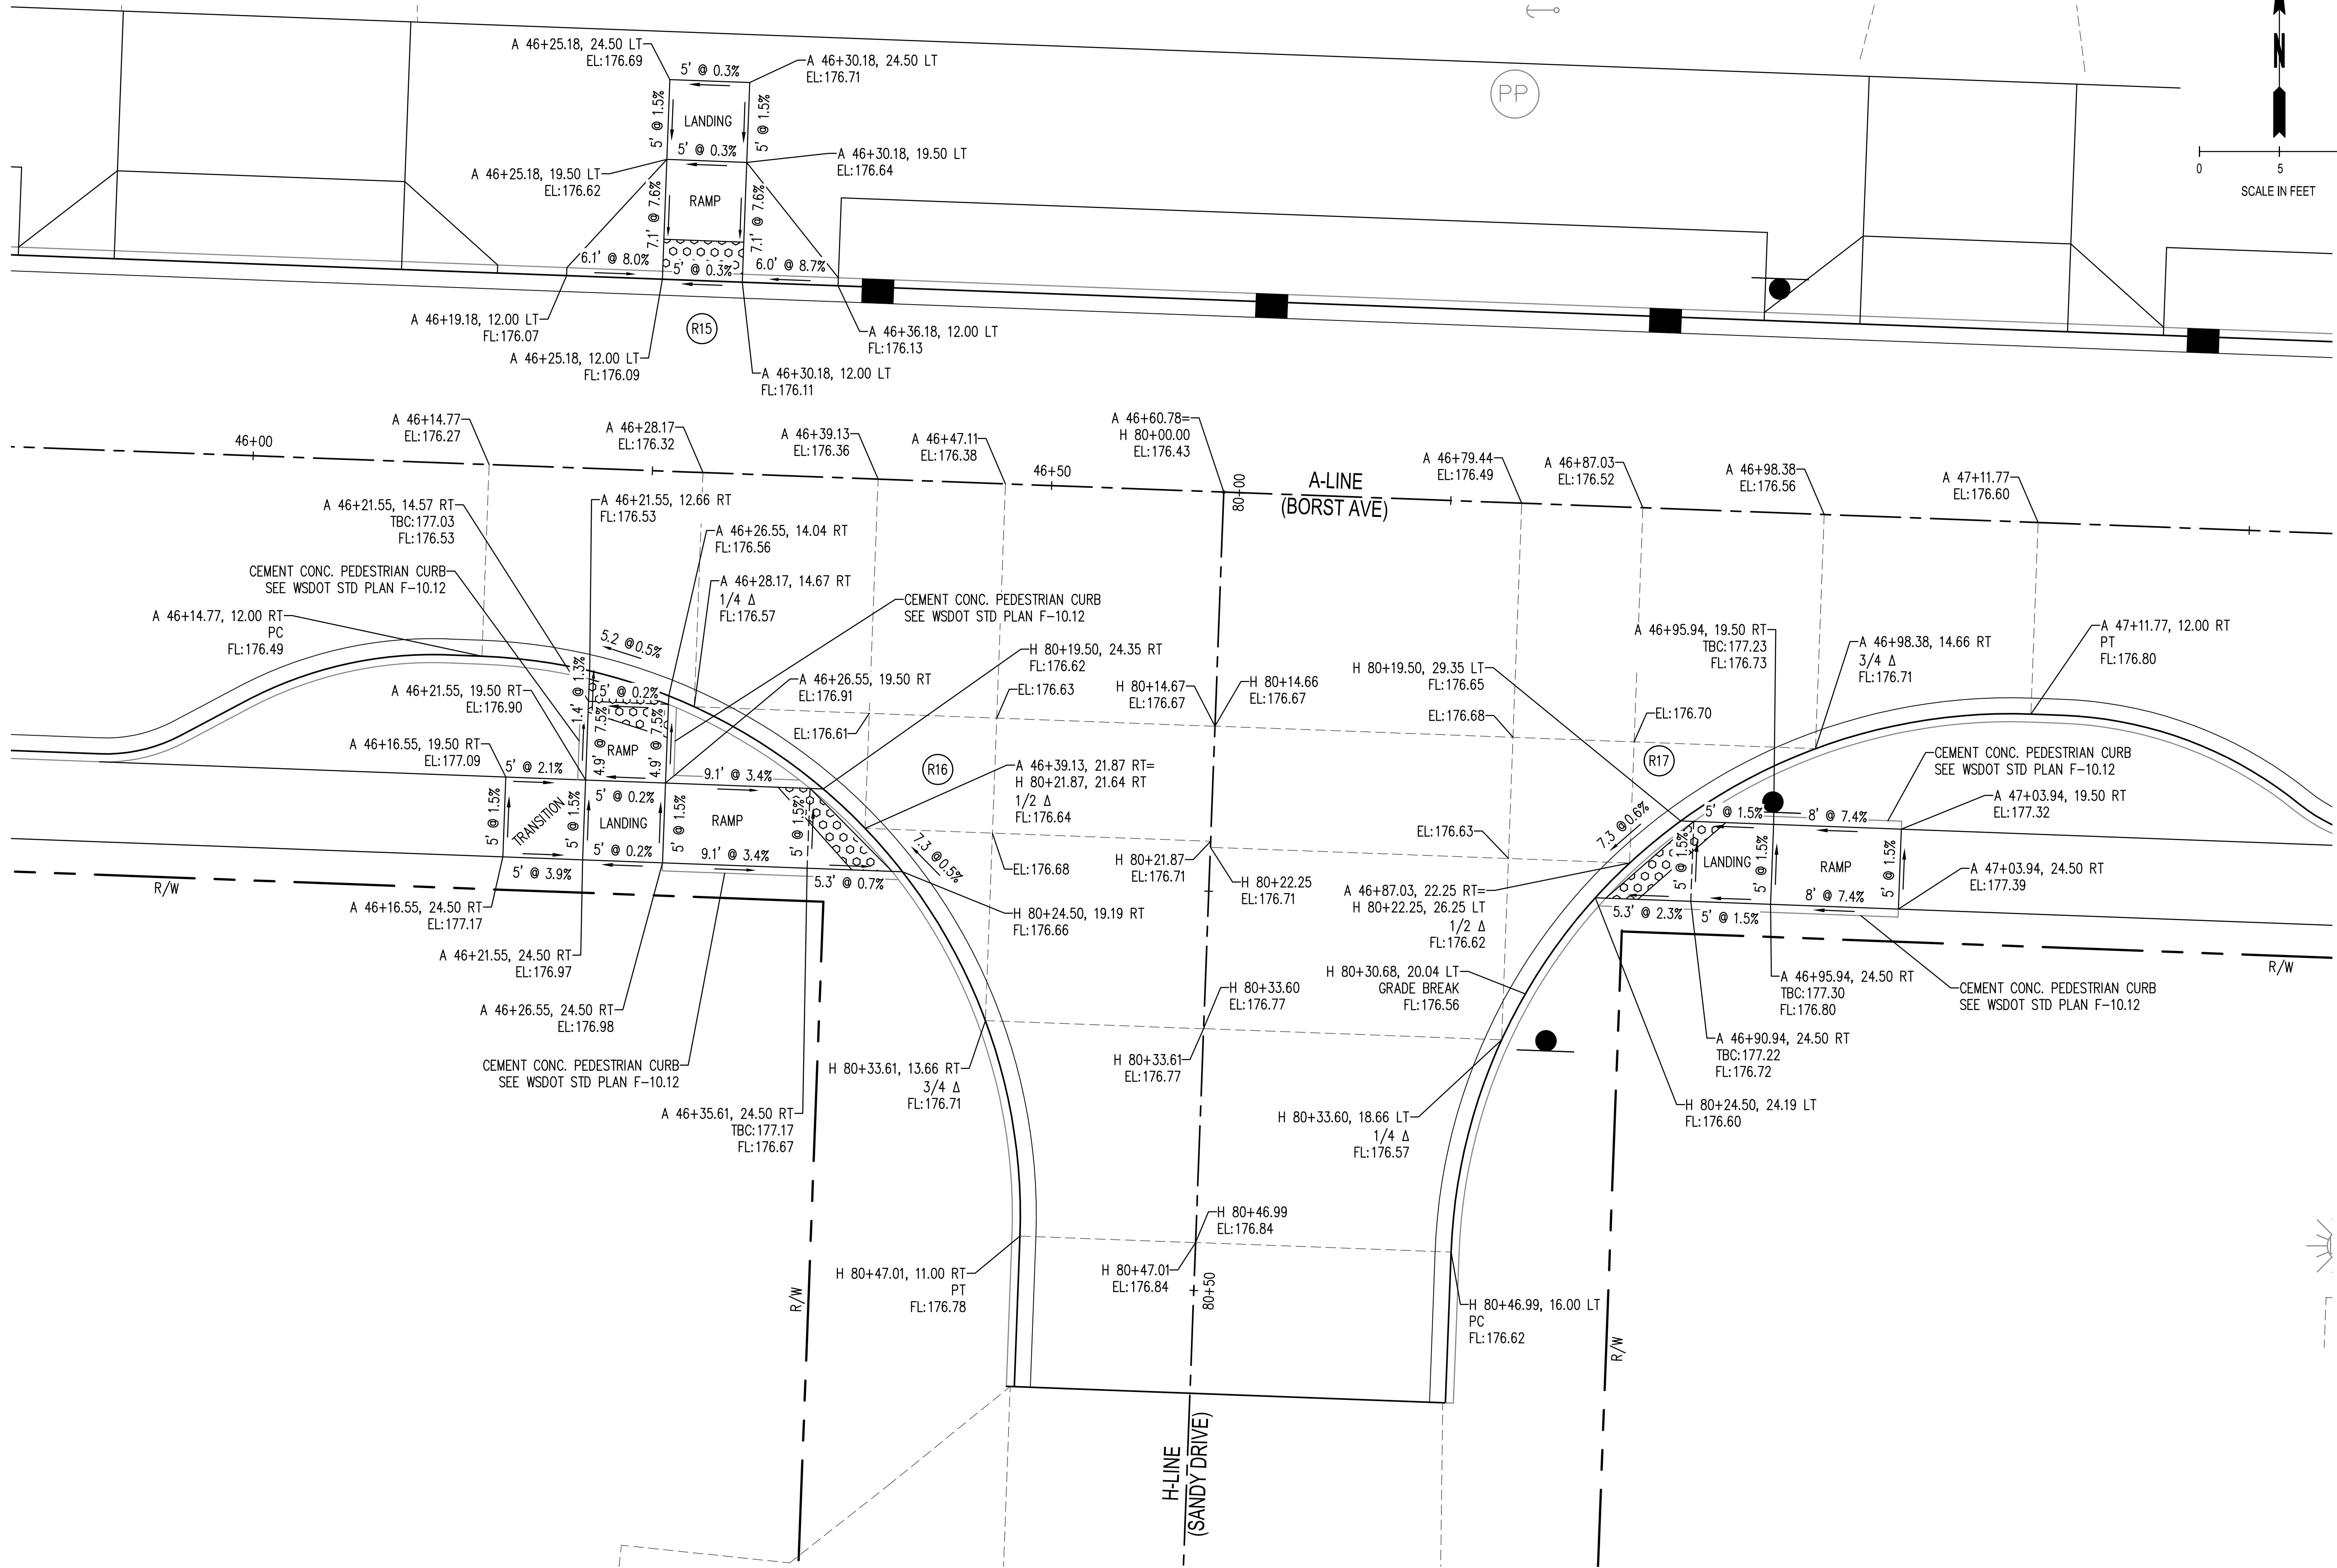 A 46+25.18, 24.50 LT
EL:176.69
5' @ 0.3%
A 46+30.18, 24.50 LT
EL:176.71
5' @ 1.5%
LANDING
5' @ 1.5%
5' @ 0.3%
A 46+25.18, 19.50 LT
EL:176.62
A 46+30.18, 19.50 LT
EL:176.64
7.1' @ 7.6%
RAMP
7.1' @ 7.6%
6.1' @ 8.0%
5' @ 0.3%
6.0' @ 8.7%
A 46+19.18, 12.00 LT
FL:176.07
R15
A 46+36.18, 12.00 LT
FL:176.13
A 46+25.18, 12.00 LT
FL:176.09
A 46+30.18, 12.00 LT
FL:176.11
PP
N
0
5
SCALE IN FEET
46+00
A 46+14.77
EL:176.27
A 46+28.17
EL:176.32
A 46+39.13
EL:176.36
A 46+47.11
EL:176.38
46+50
A 46+60.78=
H 80+00.00
EL:176.43
80+00
A-LINE
(BORST AVE)
A 46+79.44
EL:176.49
A 46+87.03
EL:176.52
A 46+98.38
EL:176.56
A 47+11.77
EL:176.60
A 46+21.55, 14.57 RT
TBC:177.03
FL:176.53
A 46+21.55, 12.66 RT
FL:176.53
A 46+26.55, 14.04 RT
FL:176.56
CEMENT CONC. PEDESTRIAN CURB
SEE WSDOT STD PLAN F-10.12
A 46+28.17, 14.67 RT
1/4 Δ
FL:176.57
CEMENT CONC. PEDESTRIAN CURB
SEE WSDOT STD PLAN F-10.12
A 46+14.77, 12.00 RT
PC
FL:176.49
5.2 @0.5%
H 80+19.50, 24.35 RT
FL:176.62
A 46+26.55, 19.50 RT
EL:176.91
A 46+21.55, 19.50 RT
EL:176.90
1.4' @ 1.3%
5' @ 0.2%
4.9' @ 7.5%
RAMP
4.9' @ 7.5%
EL:176.61
EL:176.63
A 46+16.55, 19.50 RT
EL:177.09
5' @ 2.1%
9.1' @ 3.4%
R16
A 46+39.13, 21.87 RT=
H 80+21.87, 21.64 RT
1/2 Δ
FL:176.64
5' @ 1.5%
TRANSITION
5' @ 1.5%
5' @ 0.2%
LANDING
5' @ 1.5%
RAMP
5' @ 1.5%
5' @ 3.9%
5' @ 0.2%
9.1' @ 3.4%
5.3' @ 0.7%
7.3 @0.5%
EL:176.68
R/W
A 46+16.55, 24.50 RT
EL:177.17
H 80+24.50, 19.19 RT
FL:176.66
A 46+21.55, 24.50 RT
EL:176.97
A 46+26.55, 24.50 RT
EL:176.98
CEMENT CONC. PEDESTRIAN CURB
SEE WSDOT STD PLAN F-10.12
A 46+35.61, 24.50 RT
TBC:177.17
FL:176.67
H 80+33.61, 13.66 RT
3/4 Δ
FL:176.71
H 80+47.01, 11.00 RT
PT
FL:176.78
R/W
H 80+14.67
EL:176.67
H 80+14.66
EL:176.67
H 80+21.87
EL:176.71
H 80+22.25
EL:176.71
H 80+33.60
EL:176.77
H 80+33.61
EL:176.77
H 80+46.99
EL:176.84
H 80+47.01
EL:176.84
80+50
H-LINE
(SANDY DRIVE)
A 46+95.94, 19.50 RT
TBC:177.23
FL:176.73
A 46+98.38, 14.66 RT
3/4 Δ
FL:176.71
A 47+11.77, 12.00 RT
PT
FL:176.80
H 80+19.50, 29.35 LT
FL:176.65
EL:176.68
EL:176.70
R17
CEMENT CONC. PEDESTRIAN CURB
SEE WSDOT STD PLAN F-10.12
A 47+03.94, 19.50 RT
EL:177.32
EL:176.63
7.3 @0.6%
5' @ 1.5%
8' @ 7.4%
5' @ 1.5%
LANDING
5' @ 1.5%
RAMP
5' @ 1.5%
5.3' @ 2.3%
5' @ 1.5%
8' @ 7.4%
A 47+03.94, 24.50 RT
EL:177.39
A 46+87.03, 22.25 RT=
H 80+22.25, 26.25 LT
1/2 Δ
FL:176.62
H 80+30.68, 20.04 LT
GRADE BREAK
FL:176.56
A 46+95.94, 24.50 RT
TBC:177.30
FL:176.80
CEMENT CONC. PEDESTRIAN CURB
SEE WSDOT STD PLAN F-10.12
R/W
A 46+90.94, 24.50 RT
TBC:177.22
FL:176.72
H 80+24.50, 24.19 LT
FL:176.60
H 80+33.60, 18.66 LT
1/4 Δ
FL:176.57
H 80+46.99, 16.00 LT
PC
FL:176.62
R/W